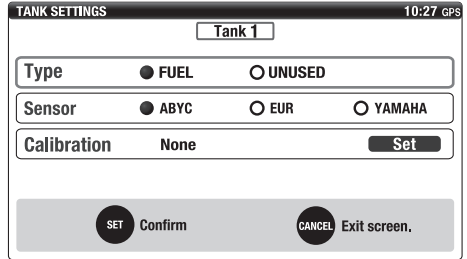 TANK SETTINGS 10:27 GPS
Tank 1
Type FUEL UNUSED
Sensor ABYC EUR YAMAHA
Calibration None Set
SET Confirm CANCEL Exit screen.